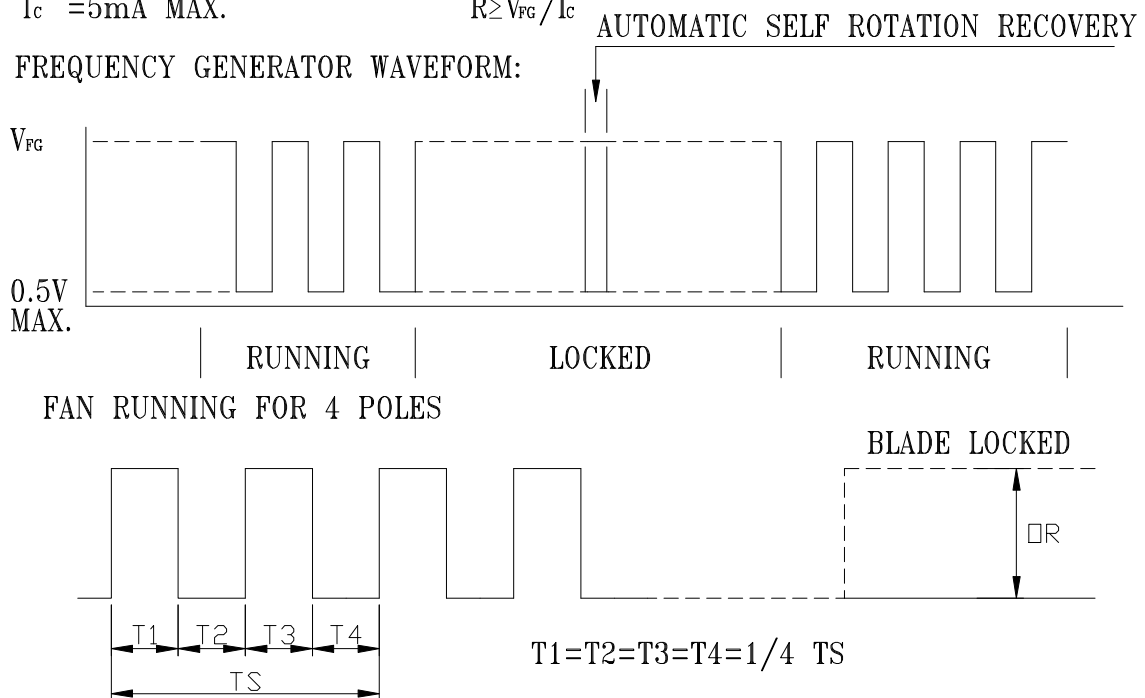 Ic =5mA MAX. R≥VFG/Ic
AUTOMATIC SELF ROTATION RECOVERY
FREQUENCY GENERATOR WAVEFORM:
VFG
0.5V
MAX.
RUNNING LOCKED RUNNING
FAN RUNNING FOR 4 POLES
BLADE LOCKED
□R
T1 T2 T3 T4
T1=T2=T3=T4=1/4 TS
TS